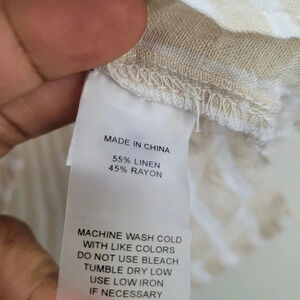 MADE IN CHINA
55% LINEN
45% RAYON
MACHINE WASH COLD
WITH LIKE COLORS
DO NOT USE BLEACH
TUMBLE DRY LOW
USE LOW IRON
IF NECESSARY